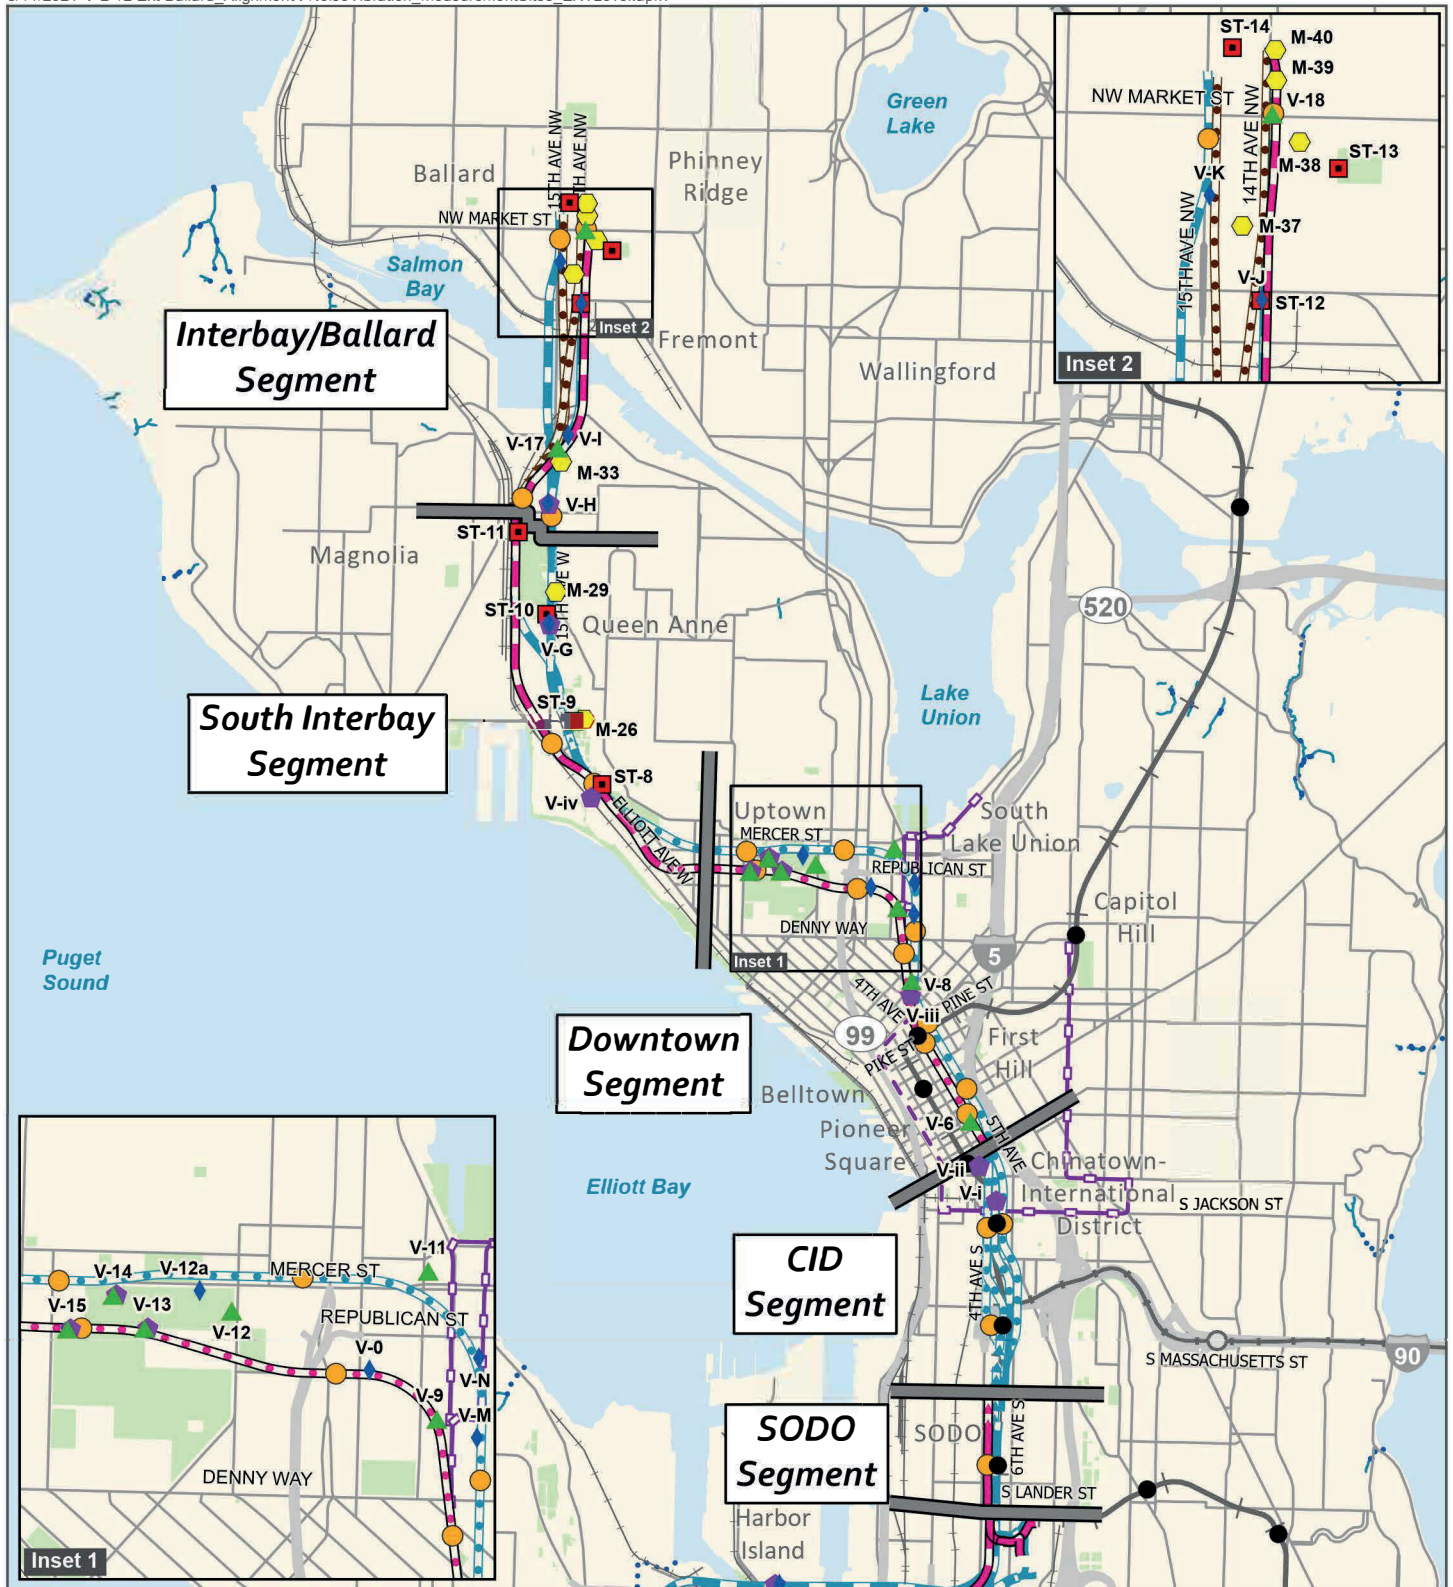 ST-14
M-40
M-39
NW MARKET ST
V-18
14TH AVE NW
M-38
ST-13
V-K
15TH AVE NW
M-37
V-J
ST-12
Inset 2
Green
Lake
15TH AVE NW
TH AVE NW
Ballard
Phinney
Ridge
NW MARKET ST
Salmon
Bay
Inset 2
Interbay/Ballard
Segment
Fremont
Wallingford
V-17
V-I
M-33
V-H
ST-11
Magnolia
M-29
ST-10
Queen Anne
V-G
520
South Interbay
Segment
ST-9
M-26
Lake
Union
ST-8
V-iv
ELLIOTT AVE W
Uptown
MERCER ST
South
Lake Union
REPUBLICAN ST
Capitol
Hill
DENNY WAY
Inset 1
5
Puget
Sound
V-8
4TH AVE
PINE ST
V-iii
99
PIKE ST
First
Hill
Downtown
Segment
Belltown
Pioneer
Square
V-6
5TH AVE
V-ii
V-i
Chinatown-
International
District
S JACKSON ST
Elliott Bay
CID
Segment
4TH AVE S
S MASSACHUSETTS ST
90
SODO
Segment
SODO
6TH AVE S
S LANDER ST
Harbor
Island
V-11
V-14
V-12a
MERCER ST
V-15
V-13
V-12
REPUBLICAN ST
V-0
V-N
V-9
V-M
DENNY WAY
Inset 1